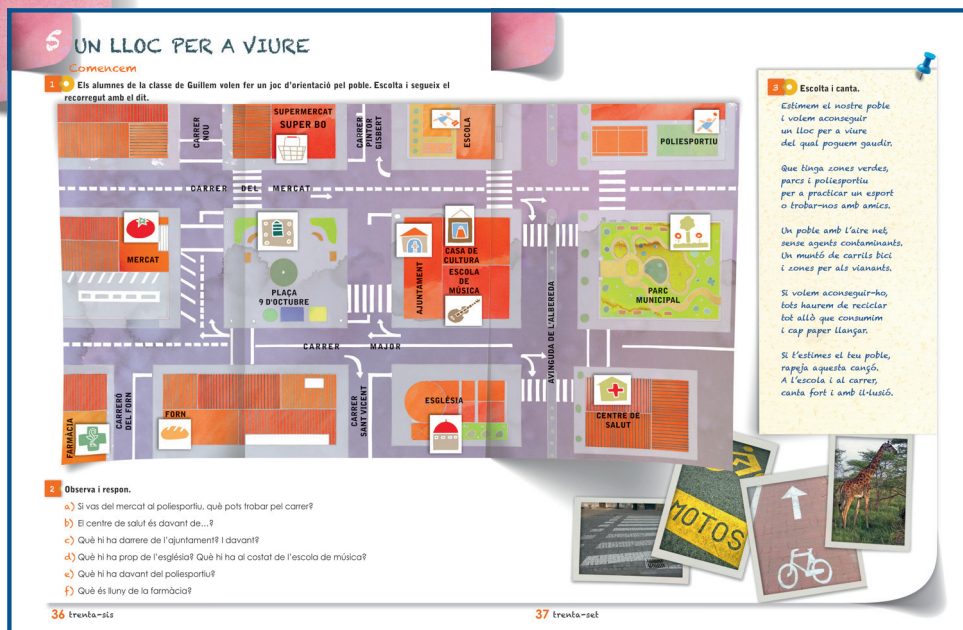 5 UN LLOC PER A VIURE
Comencem
1 Els alumnes de la classe de Guillem volen fer un joc d'orientació pel poble. Escolta i segueix el
recorregut amb el dit.
CARRER
NOU
SUPERMERCAT
SUPER BO
CARRER
PINTOR
GISBERT
ESCOLA
POLIESPORTIU
CARRER DEL MERCAT
MERCAT
PLAÇA
9 D'OCTUBRE
AJUNTAMENT
CASA DE
CULTURA
ESCOLA
DE
MÚSICA
AVINGUDA DE L'ALBEREDA
PARC
MUNICIPAL
CARRER MAJOR
FARMÀCIA
CARRERÓ
DEL FORN
FORN
CARRER
SANT VICENT
ESGLÉSIA
CENTRE DE
SALUT
2 Observa i respon.
a) Si vas del mercat al poliesportiu, què pots trobar pel carrer?
b) El centre de salut és davant de...?
c) Què hi ha darrere de l'ajuntament? I davant?
d) Què hi ha prop de l'església? Què hi ha al costat de l'escola de música?
e) Què hi ha davant del poliesportiu?
f) Què és lluny de la farmàcia?
36 trenta-sis
3 Escolta i canta.
Estimem el nostre poble
i volem aconseguir
un lloc per a viure
del qual poguem gaudir.
Que tinga zones verdes,
parcs i poliesportiu
per a practicar un esport
o trobar-nos amb amics.
Un poble amb l'aire net,
sense agents contaminants.
Un muntó de carrils bici
i zones per als vianants.
Si volem aconseguir-ho,
tots haurem de reciclar
tot allò que consumim
i cap paper llançar.
Si t'estimes el teu poble,
rapeja aquesta cançó.
A l'escola i al carrer,
canta fort i amb il·lusió.
MOTOS
37 trenta-set